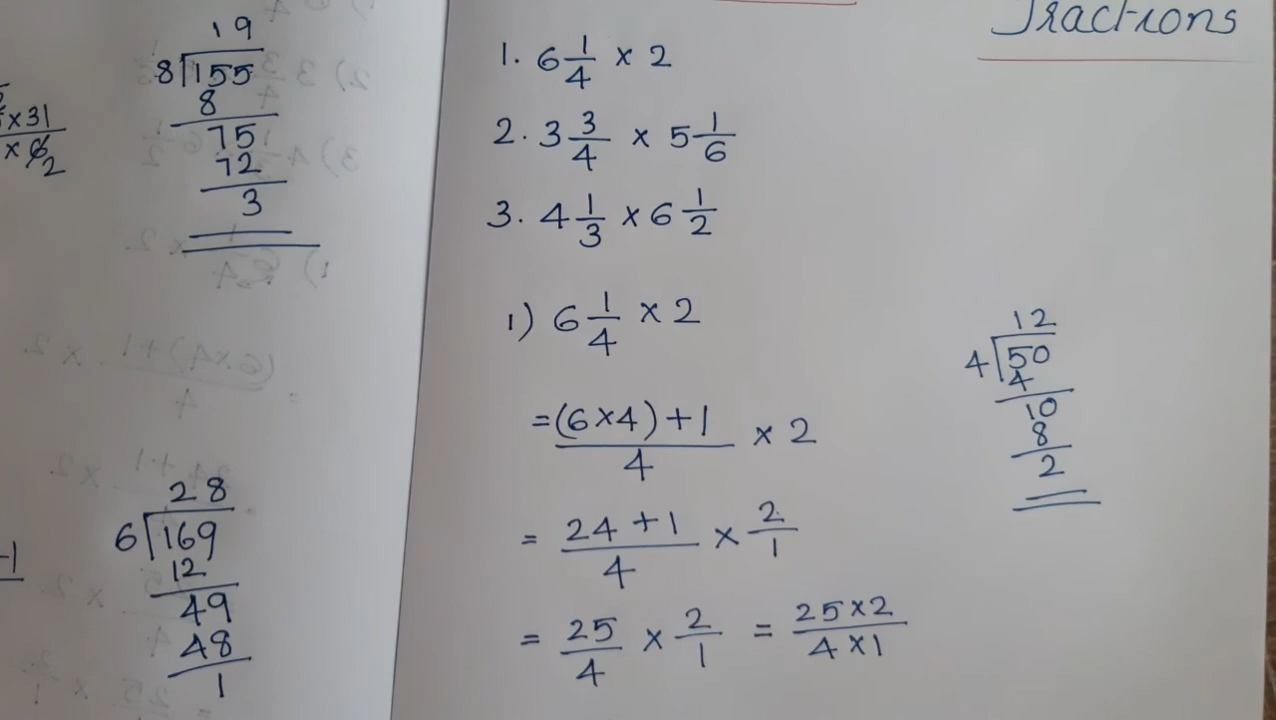 19
8)155
8
75
72
3
x31
x 6 2
28
6)169
12
49
48
1
Fractions
1. 6 1/4 x 2
2. 3 3/4 x 5 1/6
3. 4 1/3 x 6 1/2
1) 6 1/4 x 2
= (6x4)+1/4 x 2
= 24+1/4 x 2/1
= 25/4 x 2/1 = 25x2/4x1
12
4)50
4
10
8
2